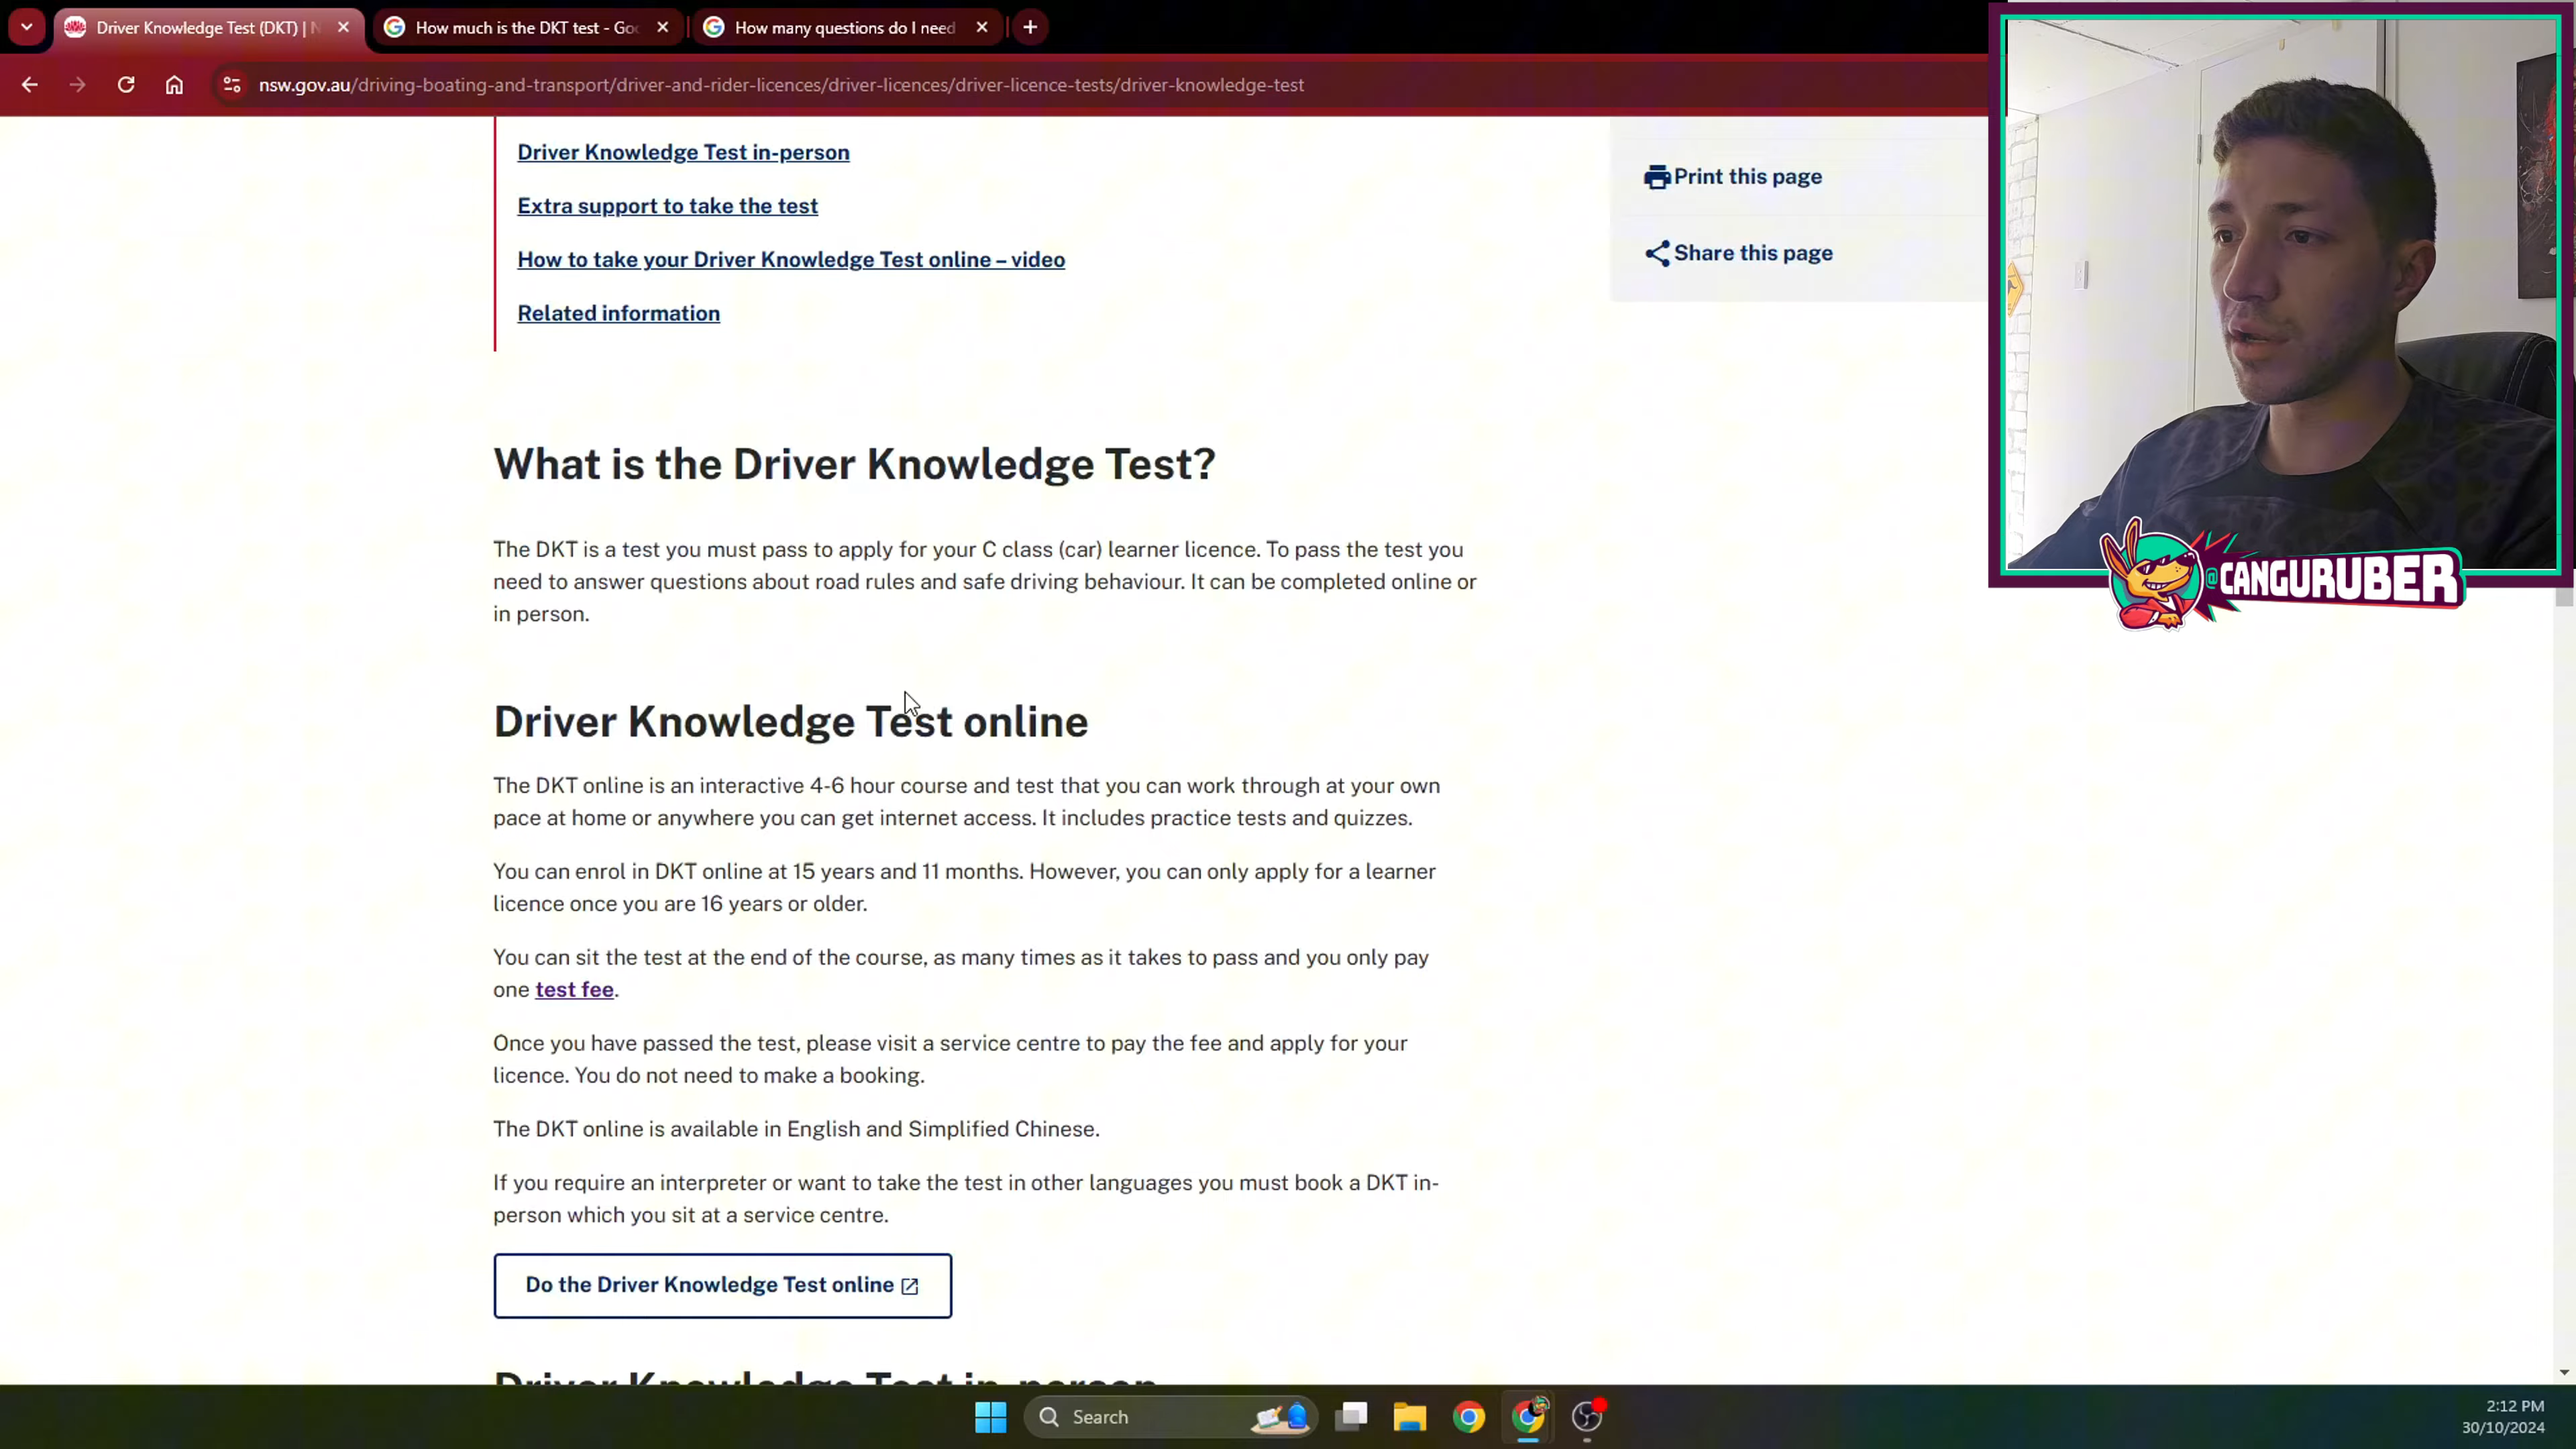 Driver Knowledge Test (DKT) | N
How much is the DKT test - Goo
How many questions do I need
nsw.gov.au/driving-boating-and-transport/driver-and-rider-licences/driver-licences/driver-licence-tests/driver-knowledge-test
Driver Knowledge Test in-person
Extra support to take the test
How to take your Driver Knowledge Test online – video
Related information
Print this page
Share this page
@CANGURUBER
What is the Driver Knowledge Test?
The DKT is a test you must pass to apply for your C class (car) learner licence. To pass the test you
need to answer questions about road rules and safe driving behaviour. It can be completed online or
in person.
Driver Knowledge Test online
The DKT online is an interactive 4-6 hour course and test that you can work through at your own
pace at home or anywhere you can get internet access. It includes practice tests and quizzes.
You can enrol in DKT online at 15 years and 11 months. However, you can only apply for a learner
licence once you are 16 years or older.
You can sit the test at the end of the course, as many times as it takes to pass and you only pay
one test fee.
Once you have passed the test, please visit a service centre to pay the fee and apply for your
licence. You do not need to make a booking.
The DKT online is available in English and Simplified Chinese.
If you require an interpreter or want to take the test in other languages you must book a DKT in-
person which you sit at a service centre.
Do the Driver Knowledge Test online
Driver Knowledge Test in-person
Search
2:12 PM
30/10/2024